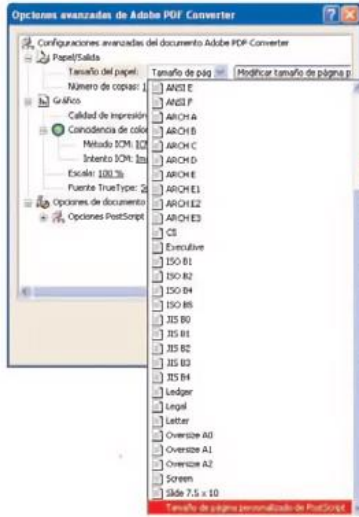 Opciones avanzadas de Adobe PDF Converter
Configuraciones avanzadas del documento Adobe PDF Converter
Papel/Salida
Tamaño del papel: Tamaño de pág Modificar tamaño de página p
Número de copias: 1
Gráfico
Calidad de impresión
Coincidencia de color
Método ICM: ICM
Intento ICM: Im
Escala: 100 %
Fuente TrueType: S
Opciones de documento
Opciones PostScript
ANSI E
ANSI F
ARCH A
ARCH B
ARCH C
ARCH D
ARCH E
ARCH E1
ARCH E2
ARCH E3
C5
Executive
ISO B1
ISO B2
ISO B4
ISO B5
JIS B0
JIS B1
JIS B2
JIS B3
JIS B4
Ledger
Legal
Letter
Oversize A0
Oversize A1
Oversize A2
Screen
Slide 7.5 x 10
Tamaño de página personalizado de PostScript